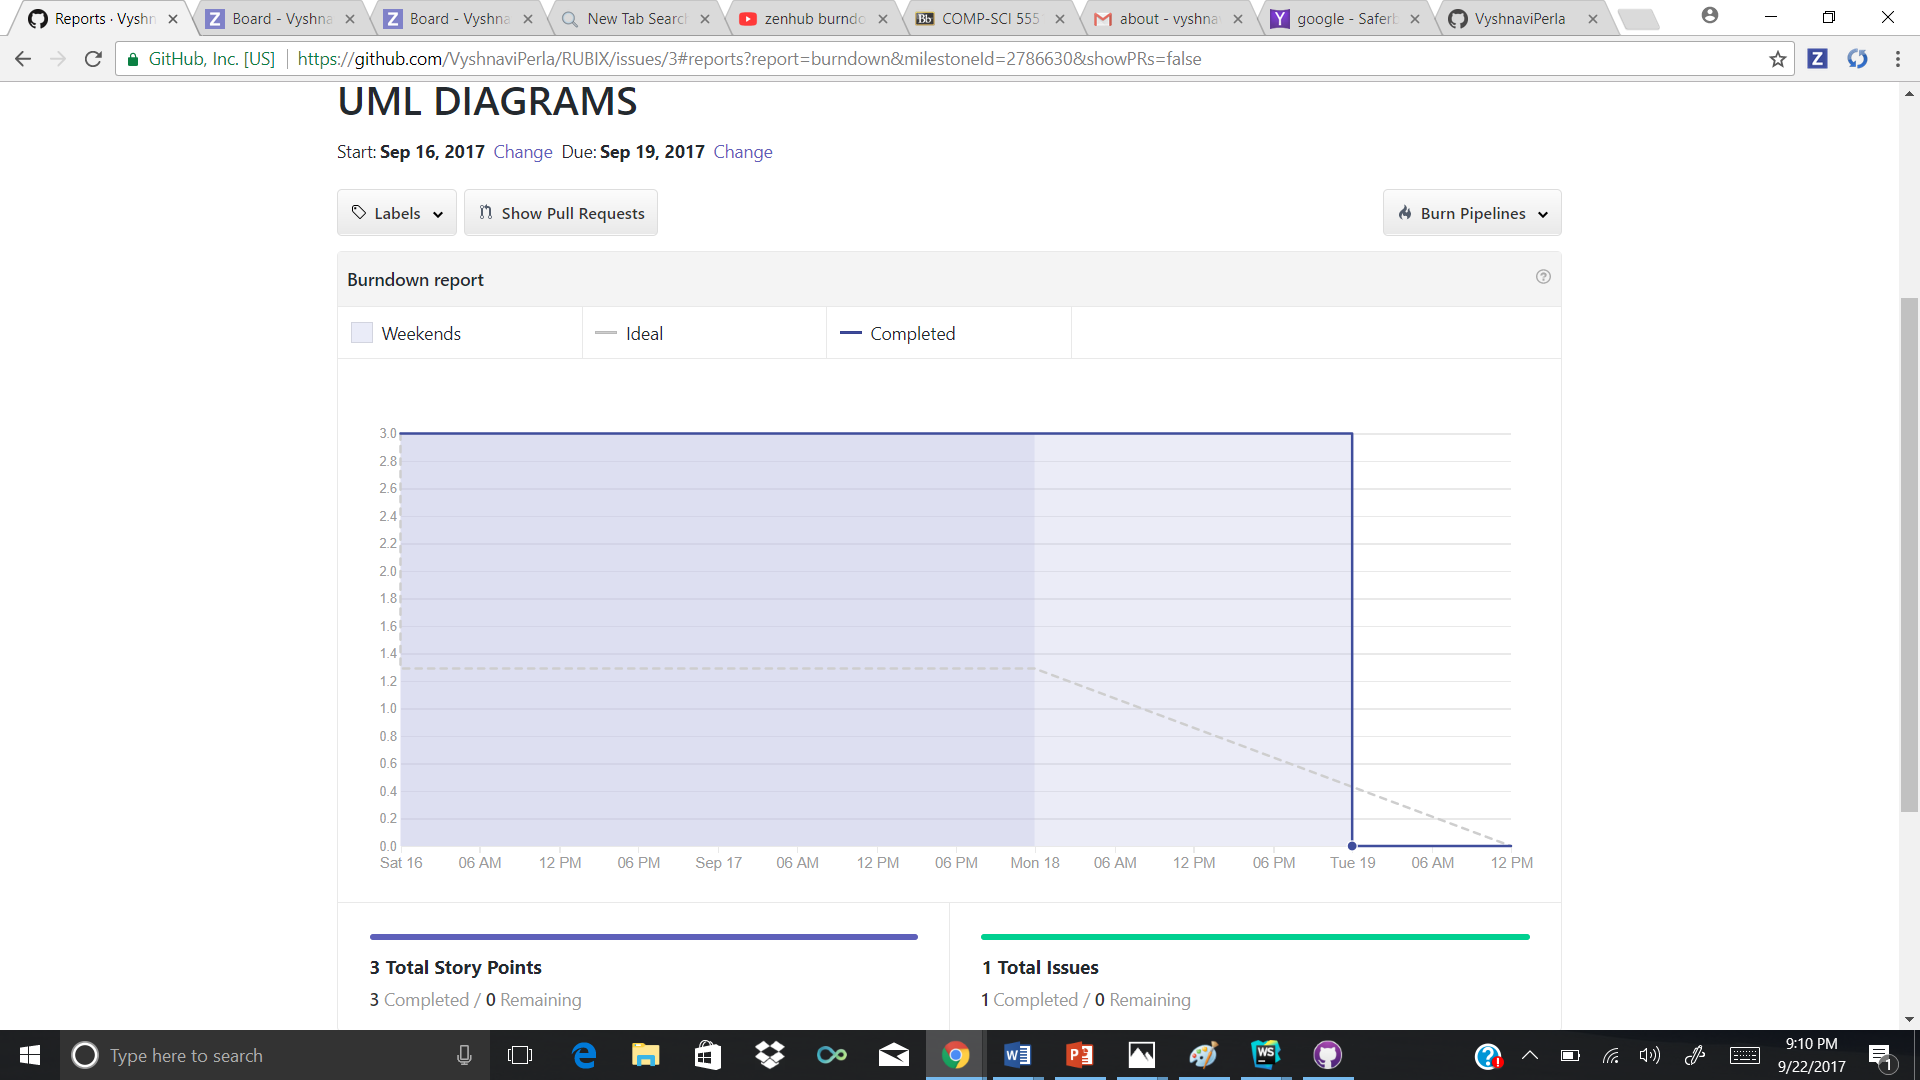 Reports · Vyshn
Board - Vyshna
Board - Vyshna
New Tab Search
zenhub burndo
COMP-SCI 555
about - vyshna
google - Saferb
VyshnaviPerla
GitHub, Inc. [US]
https://github.com/VyshnaviPerla/RUBIX/issues/3#reports?report=burndown&milestoneId=2786630&showPRs=false
UML DIAGRAMS
Start: Sep 16, 2017 Change Due: Sep 19, 2017 Change
Labels
Show Pull Requests
Burn Pipelines
Burndown report
Weekends
Ideal
Completed
3.0
2.8
2.6
2.4
2.2
2.0
1.8
1.6
1.4
1.2
1.0
0.8
0.6
0.4
0.2
0.0
Sat 16 06 AM 12 PM 06 PM Sep 17 06 AM 12 PM 06 PM Mon 18 06 AM 12 PM 06 PM Tue 19 06 AM 12 PM
3 Total Story Points
3 Completed / 0 Remaining
1 Total Issues
1 Completed / 0 Remaining
Type here to search
9:10 PM
9/22/2017
1